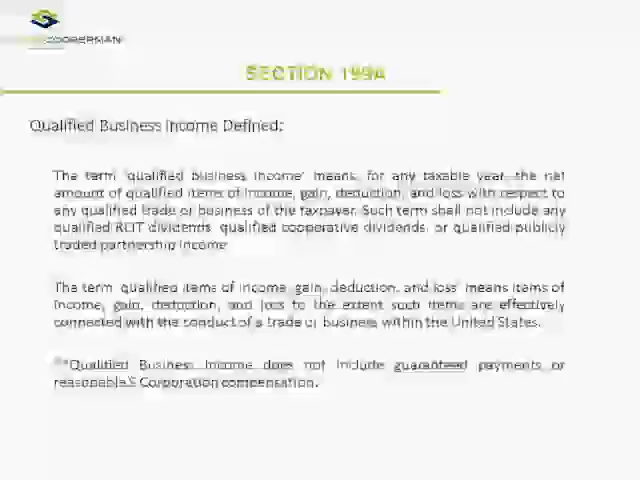 SECTION 199A
Qualified Business Income Defined:
The term 'qualified business income' means, for any taxable year, the net
amount of qualified items of income, gain, deduction, and loss with respect to
any qualified trade or business of the taxpayer. Such term shall not include any
qualified REIT dividends, qualified cooperative dividends, or qualified publicly
traded partnership income
The term 'qualified items of income, gain, deduction, and loss' means items of
income, gain, deduction, and loss to the extent such items are effectively
connected with the conduct of a trade or business within the United States.
**Qualified Business Income does not include guaranteed payments or
reasonable S Corporation compensation.